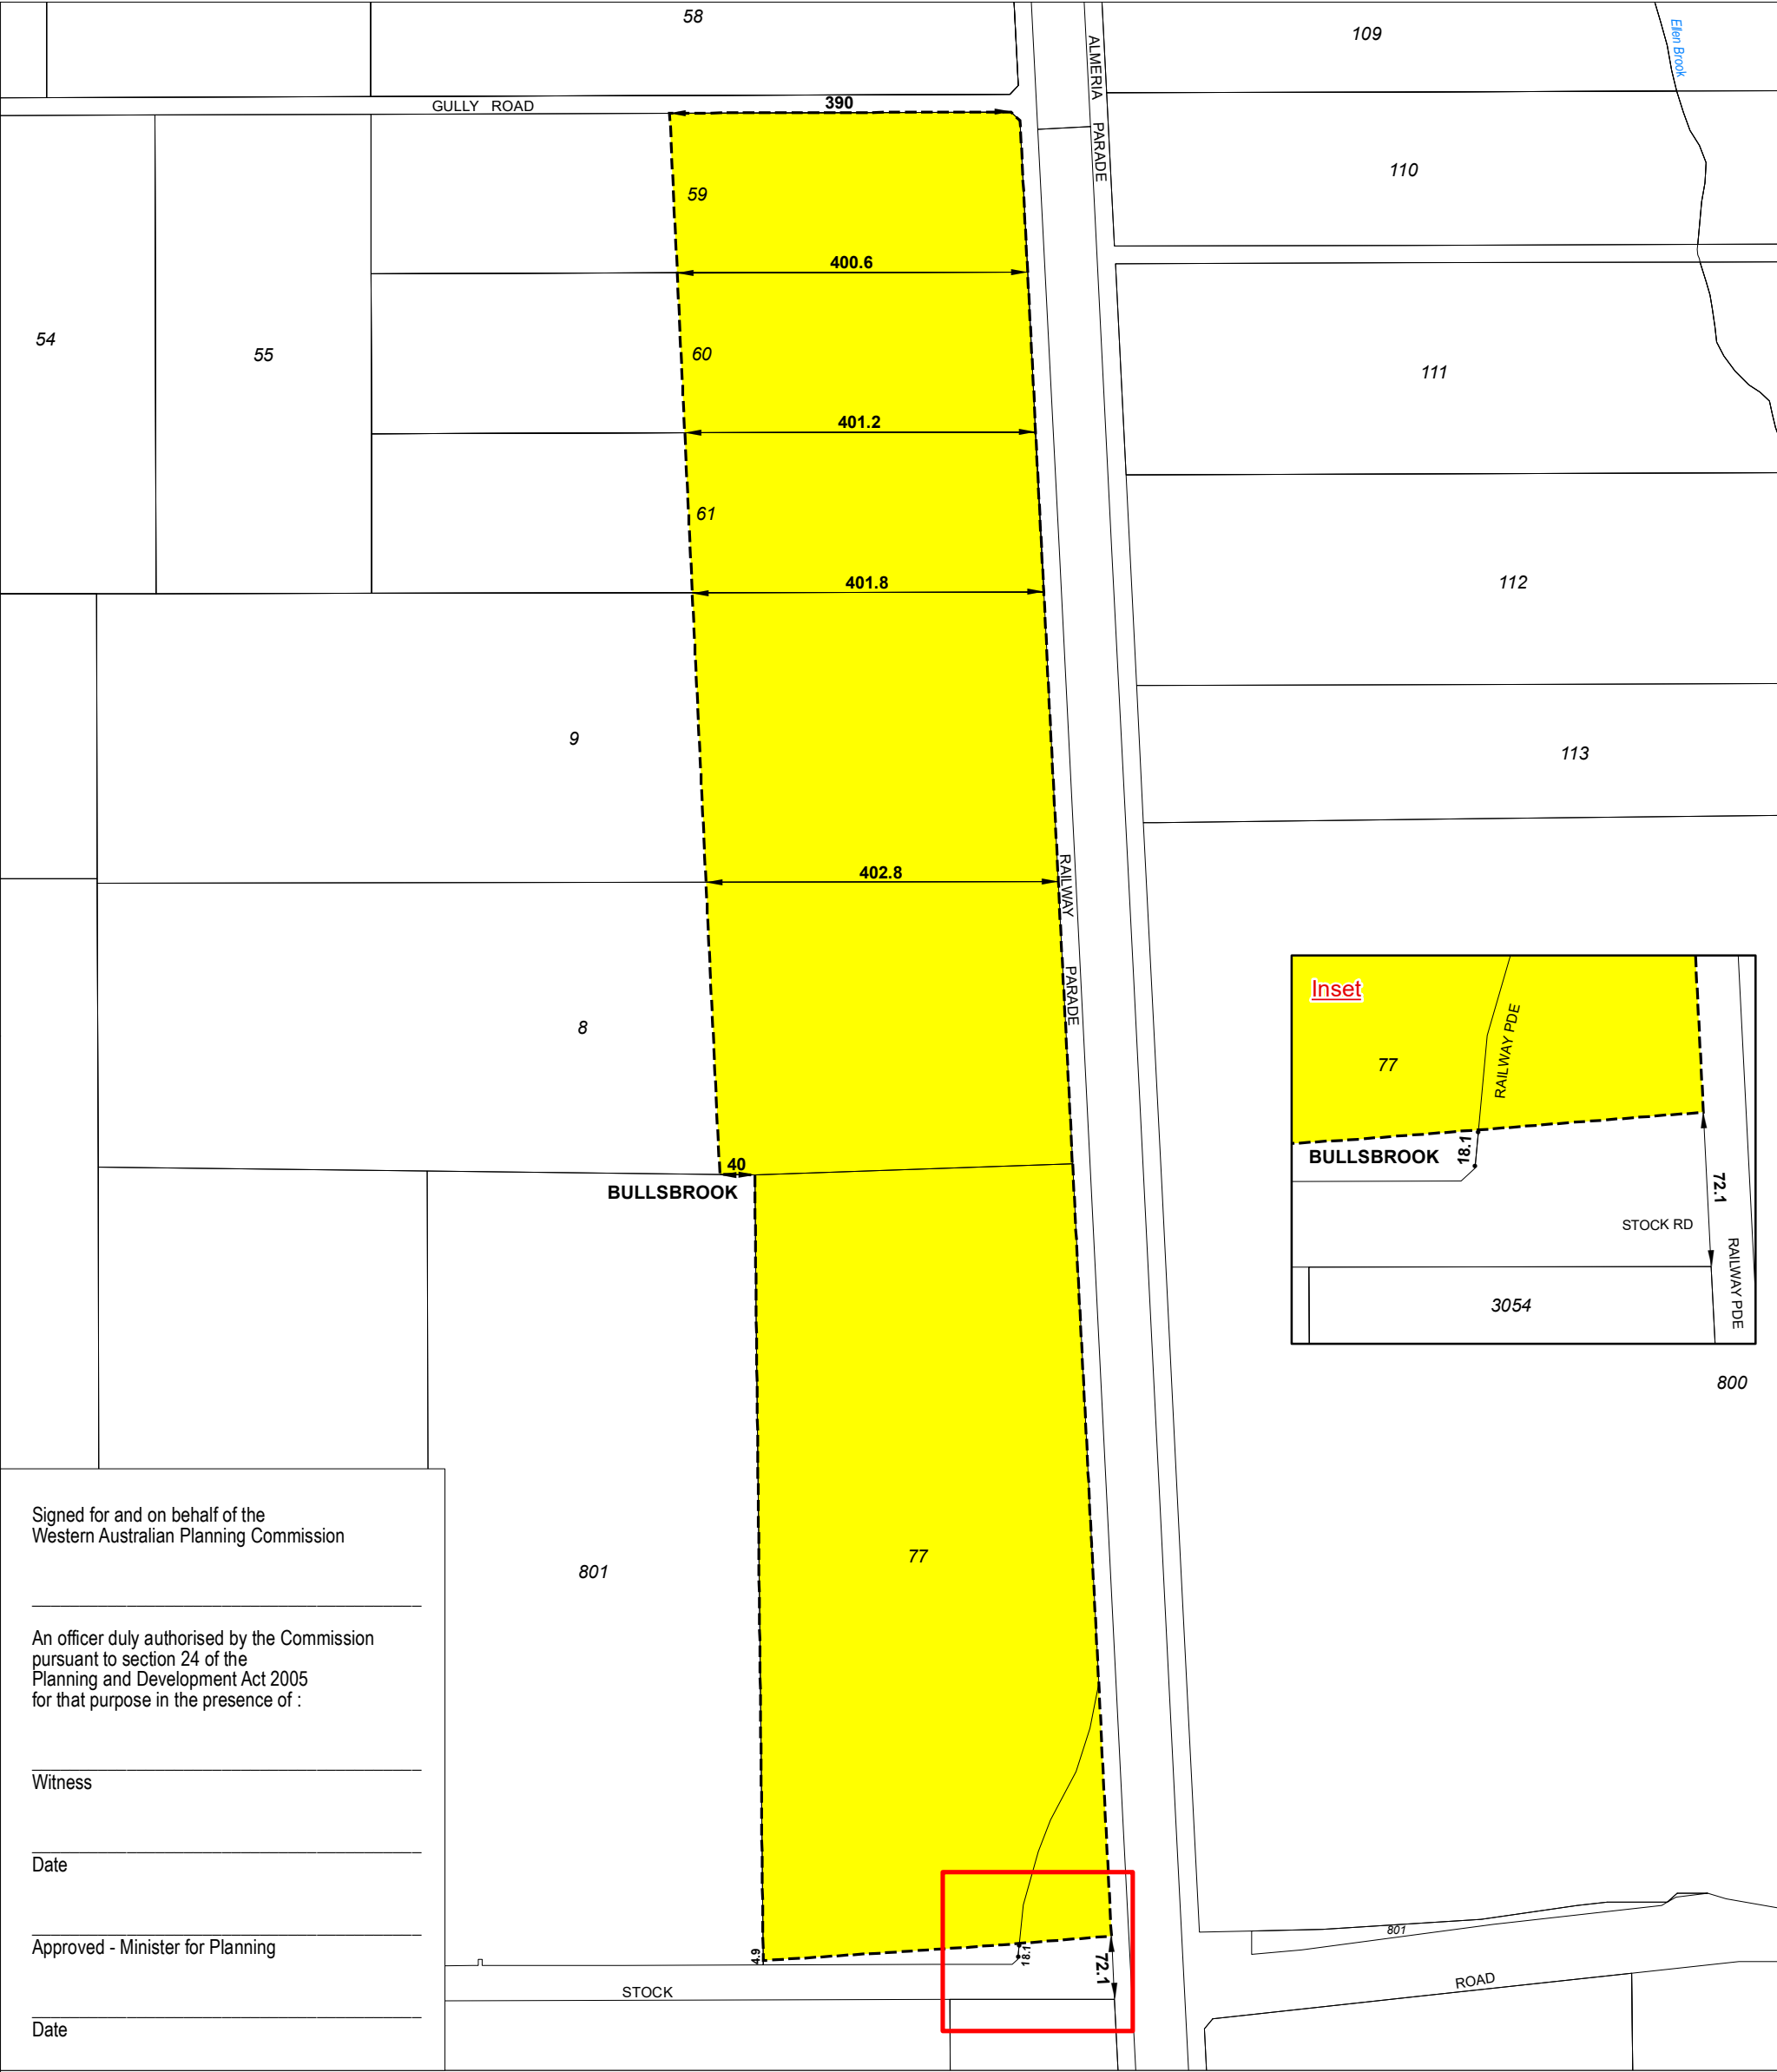 58
109
Ellen Brook
ALMERIA PARADE
GULLY ROAD
390
110
59
400.6
54
55
60
111
401.2
61
401.8
112
9
113
402.8
RAILWAY PARADE
Inset
77
RAILWAY PDE
BULLSBROOK
18.1
72.1
STOCK RD
RAILWAY PDE
3054
8
40
BULLSBROOK
800
Signed for and on behalf of the
Western Australian Planning Commission
An officer duly authorised by the Commission
pursuant to section 24 of the
Planning and Development Act 2005
for that purpose in the presence of :
Witness
Date
Approved - Minister for Planning
Date
801
77
801
4.9
18.1
72.1
STOCK
ROAD